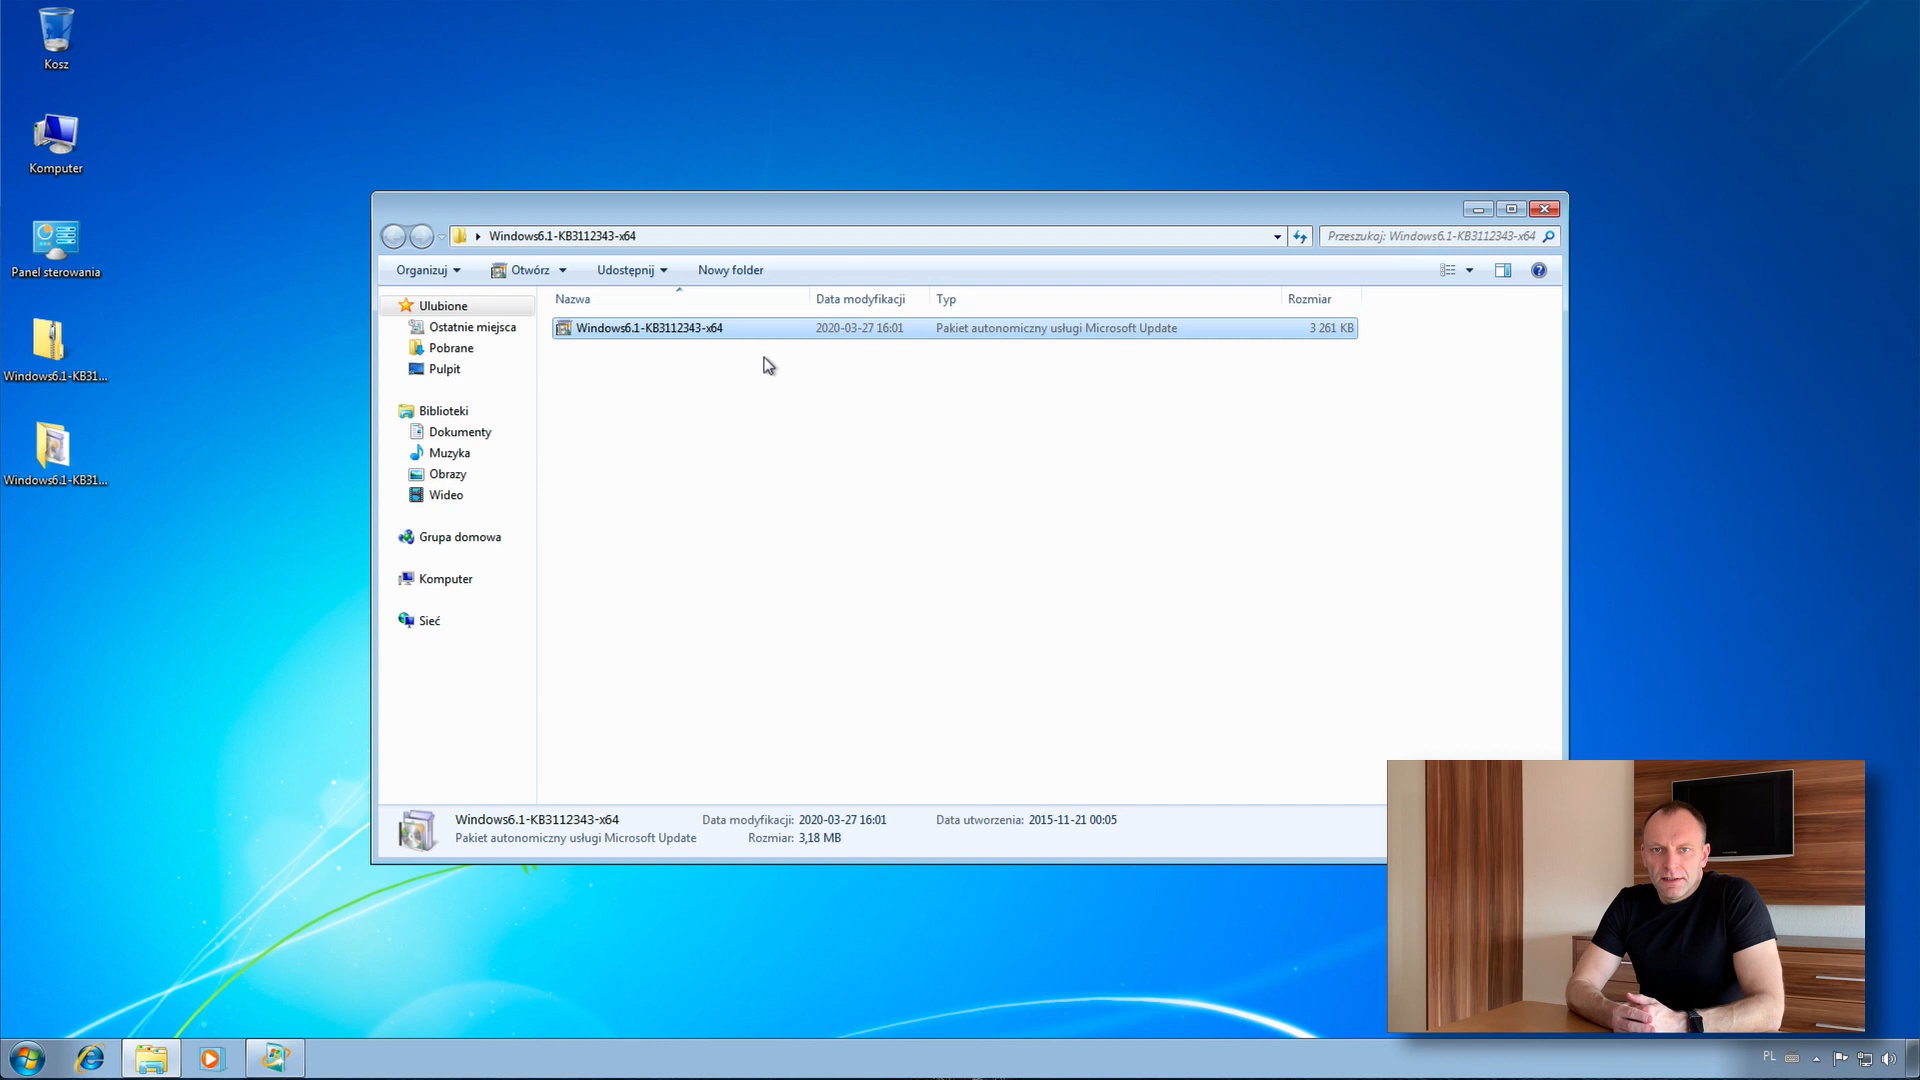 Kosz
Komputer
Panel sterowania
Windows6.1-KB31...
Windows6.1-KB31...
Windows6.1-KB3112343-x64
Przeszukaj: Windows6.1-KB3112343-x64
Organizuj
Otwórz
Udostępnij
Nowy folder
Nazwa
Data modyfikacji
Typ
Rozmiar
Windows6.1-KB3112343-x64
2020-03-27 16:01
Pakiet autonomiczny usługi Microsoft Update
3 261 KB
Ulubione
Ostatnie miejsca
Pobrane
Pulpit
Biblioteki
Dokumenty
Muzyka
Obrazy
Wideo
Grupa domowa
Komputer
Sieć
Windows6.1-KB3112343-x64
Data modyfikacji: 2020-03-27 16:01
Data utworzenia: 2015-11-21 00:05
Pakiet autonomiczny usługi Microsoft Update
Rozmiar: 3,18 MB
PL